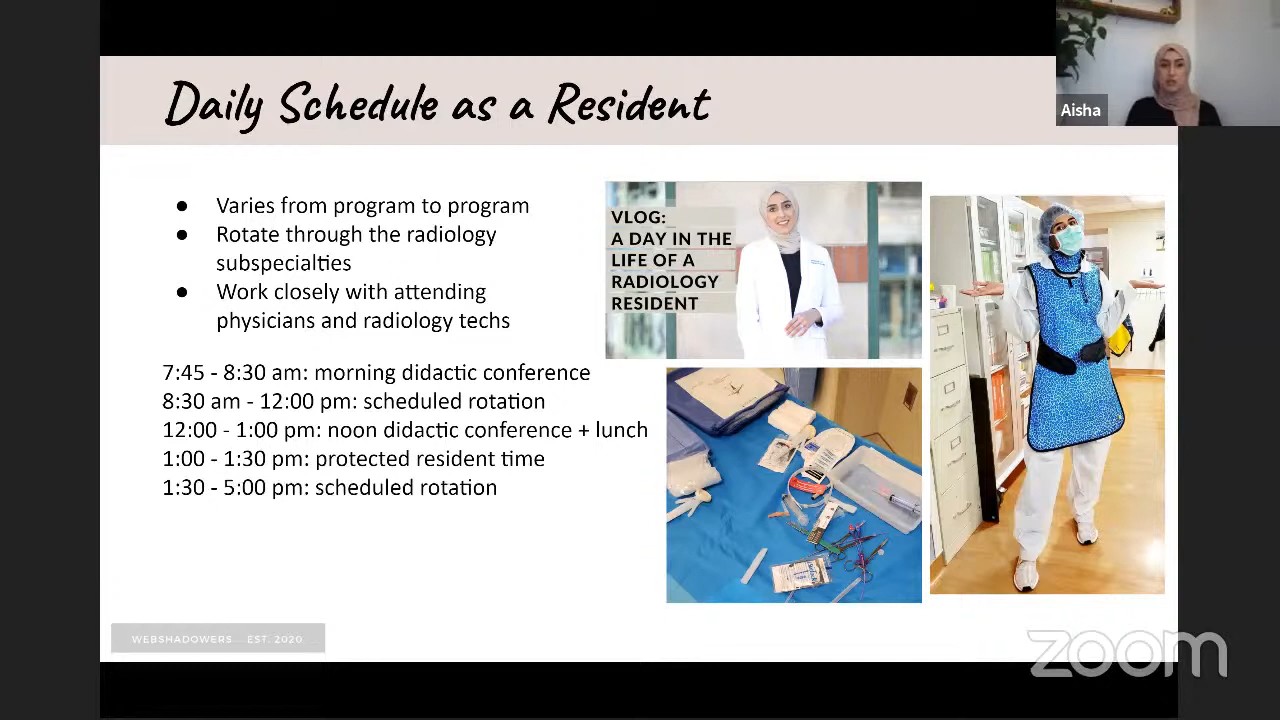 Daily Schedule as a Resident
Aisha
● Varies from program to program
● Rotate through the radiology
subspecialties
● Work closely with attending
physicians and radiology techs
7:45 - 8:30 am: morning didactic conference
8:30 am - 12:00 pm: scheduled rotation
12:00 - 1:00 pm: noon didactic conference + lunch
1:00 - 1:30 pm: protected resident time
1:30 - 5:00 pm: scheduled rotation
VLOG:
A DAY IN THE
LIFE OF A
RADIOLOGY
RESIDENT
WEBSHADOWERS EST. 2020
zoom